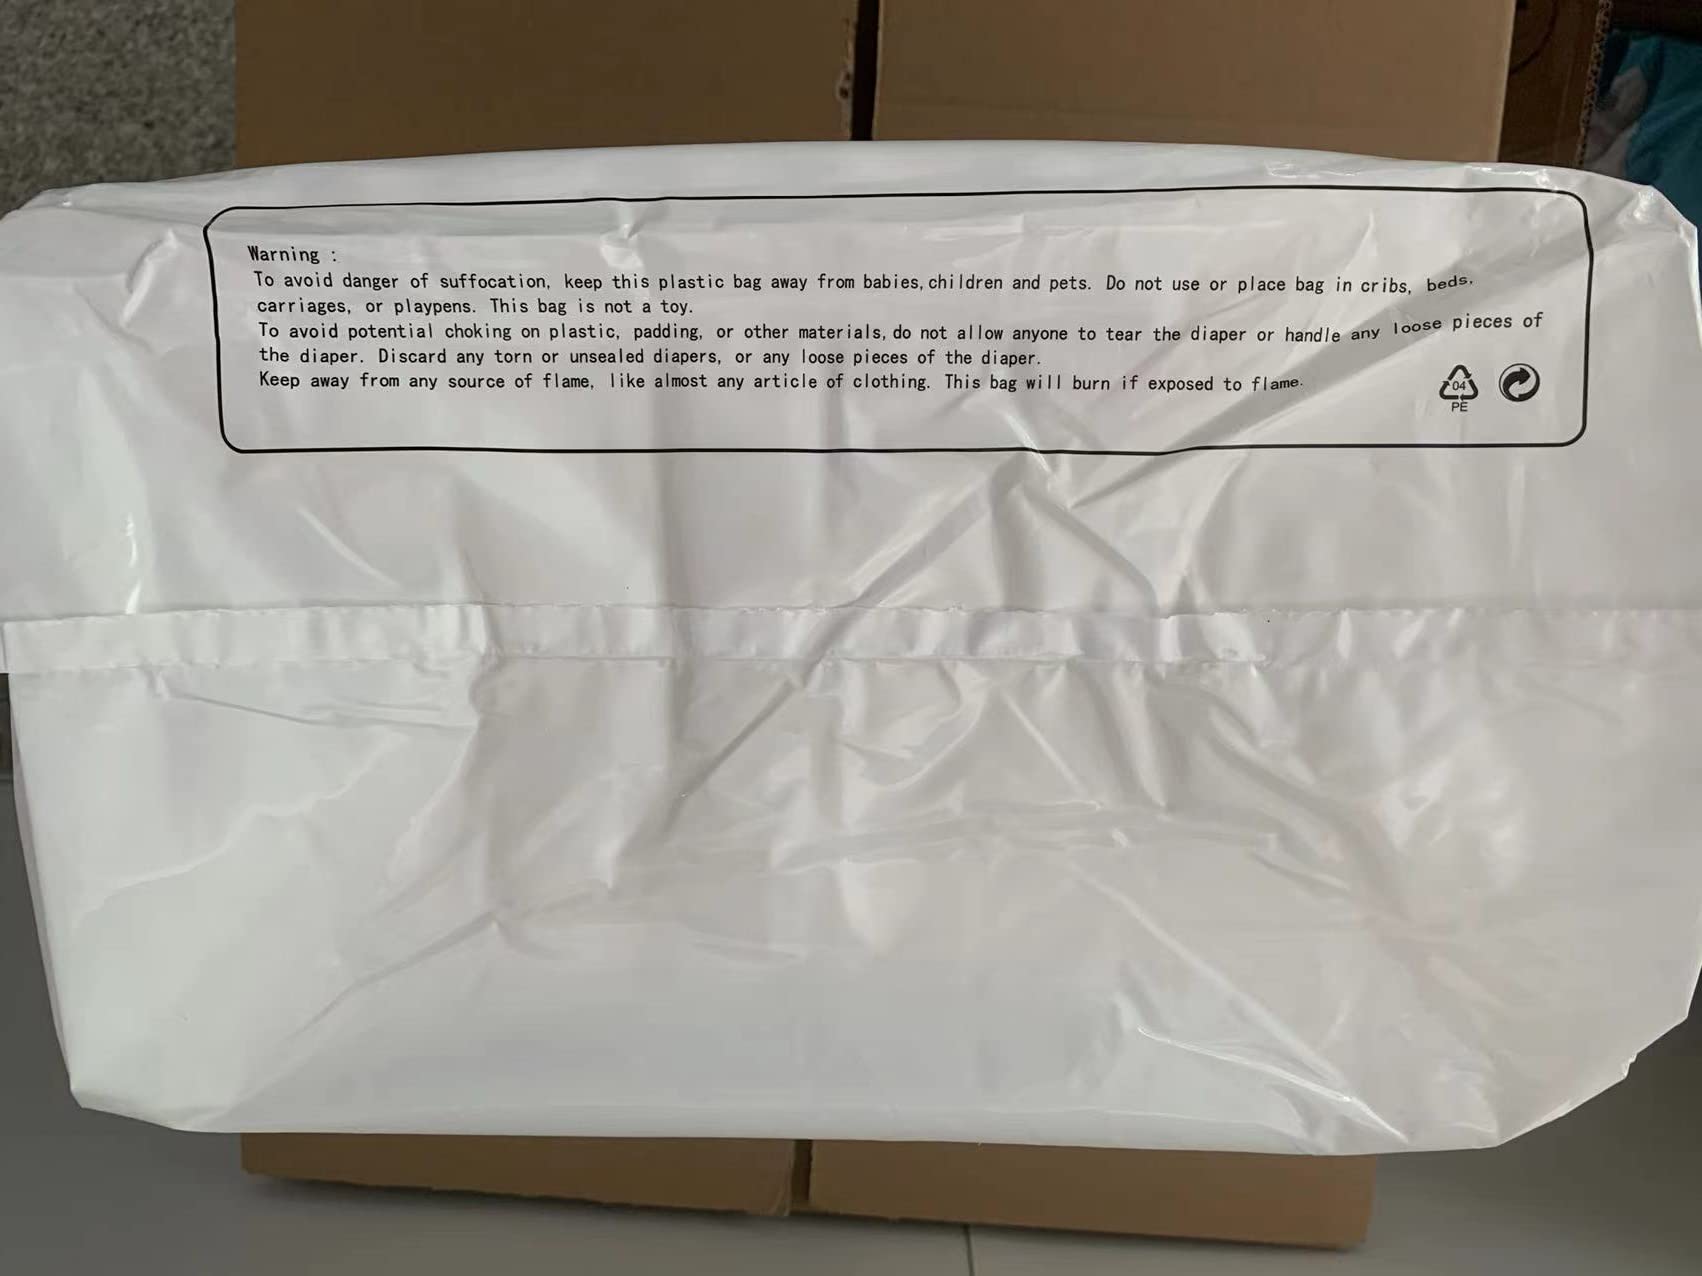 Warning :
To avoid danger of suffocation, keep this plastic bag away from babies, children and pets. Do not use or place bag in cribs, beds,
carriages, or playpens. This bag is not a toy.
To avoid potential choking on plastic, padding, or other materials, do not allow anyone to tear the diaper or handle any loose pieces of
the diaper. Discard any torn or unsealed diapers, or any loose pieces of the diaper.
Keep away from any source of flame, like almost any article of clothing. This bag will burn if exposed to flame.
04
PE